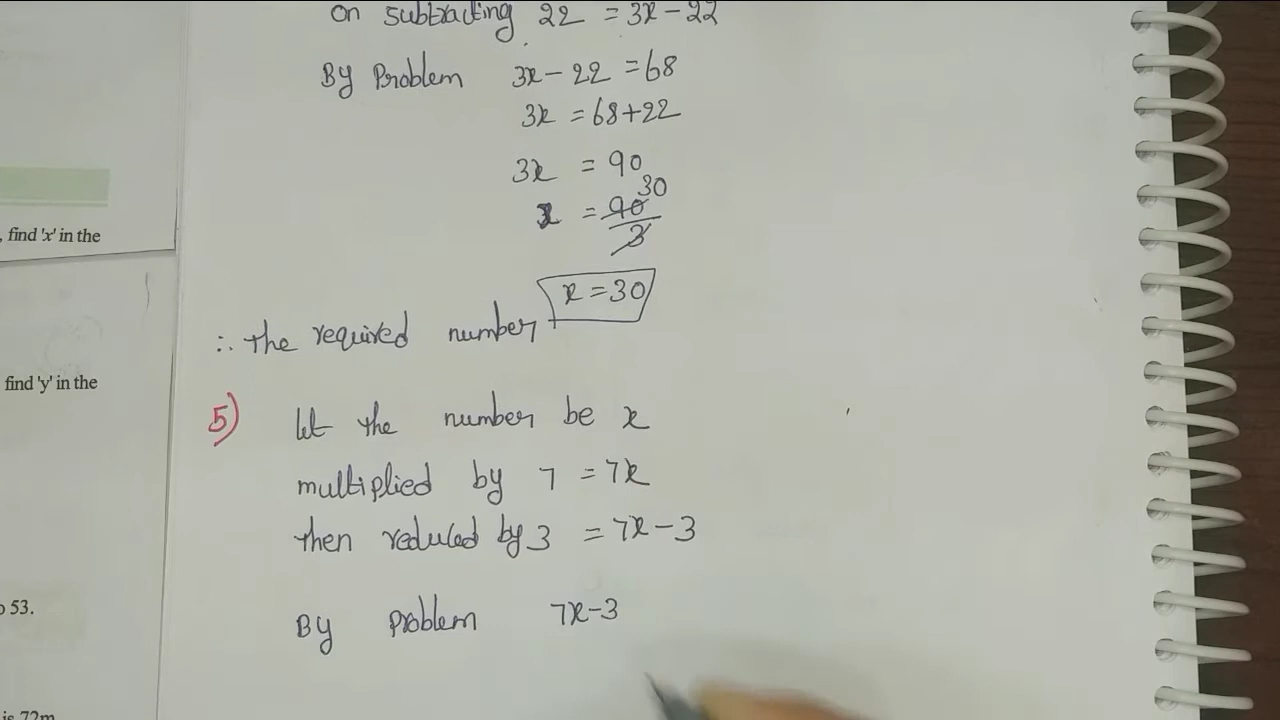 On subtracting 22 = 3x - 22
By Problem 3x - 22 = 68
3x = 68 + 22
3x = 90
30
x = 90
3
x = 30
∴ the required number
5) let the number be x
multiplied by 7 = 7x
then reduced by 3 = 7x - 3
By problem 7x - 3
, find 'x' in the
find 'y' in the
53.
is 72m